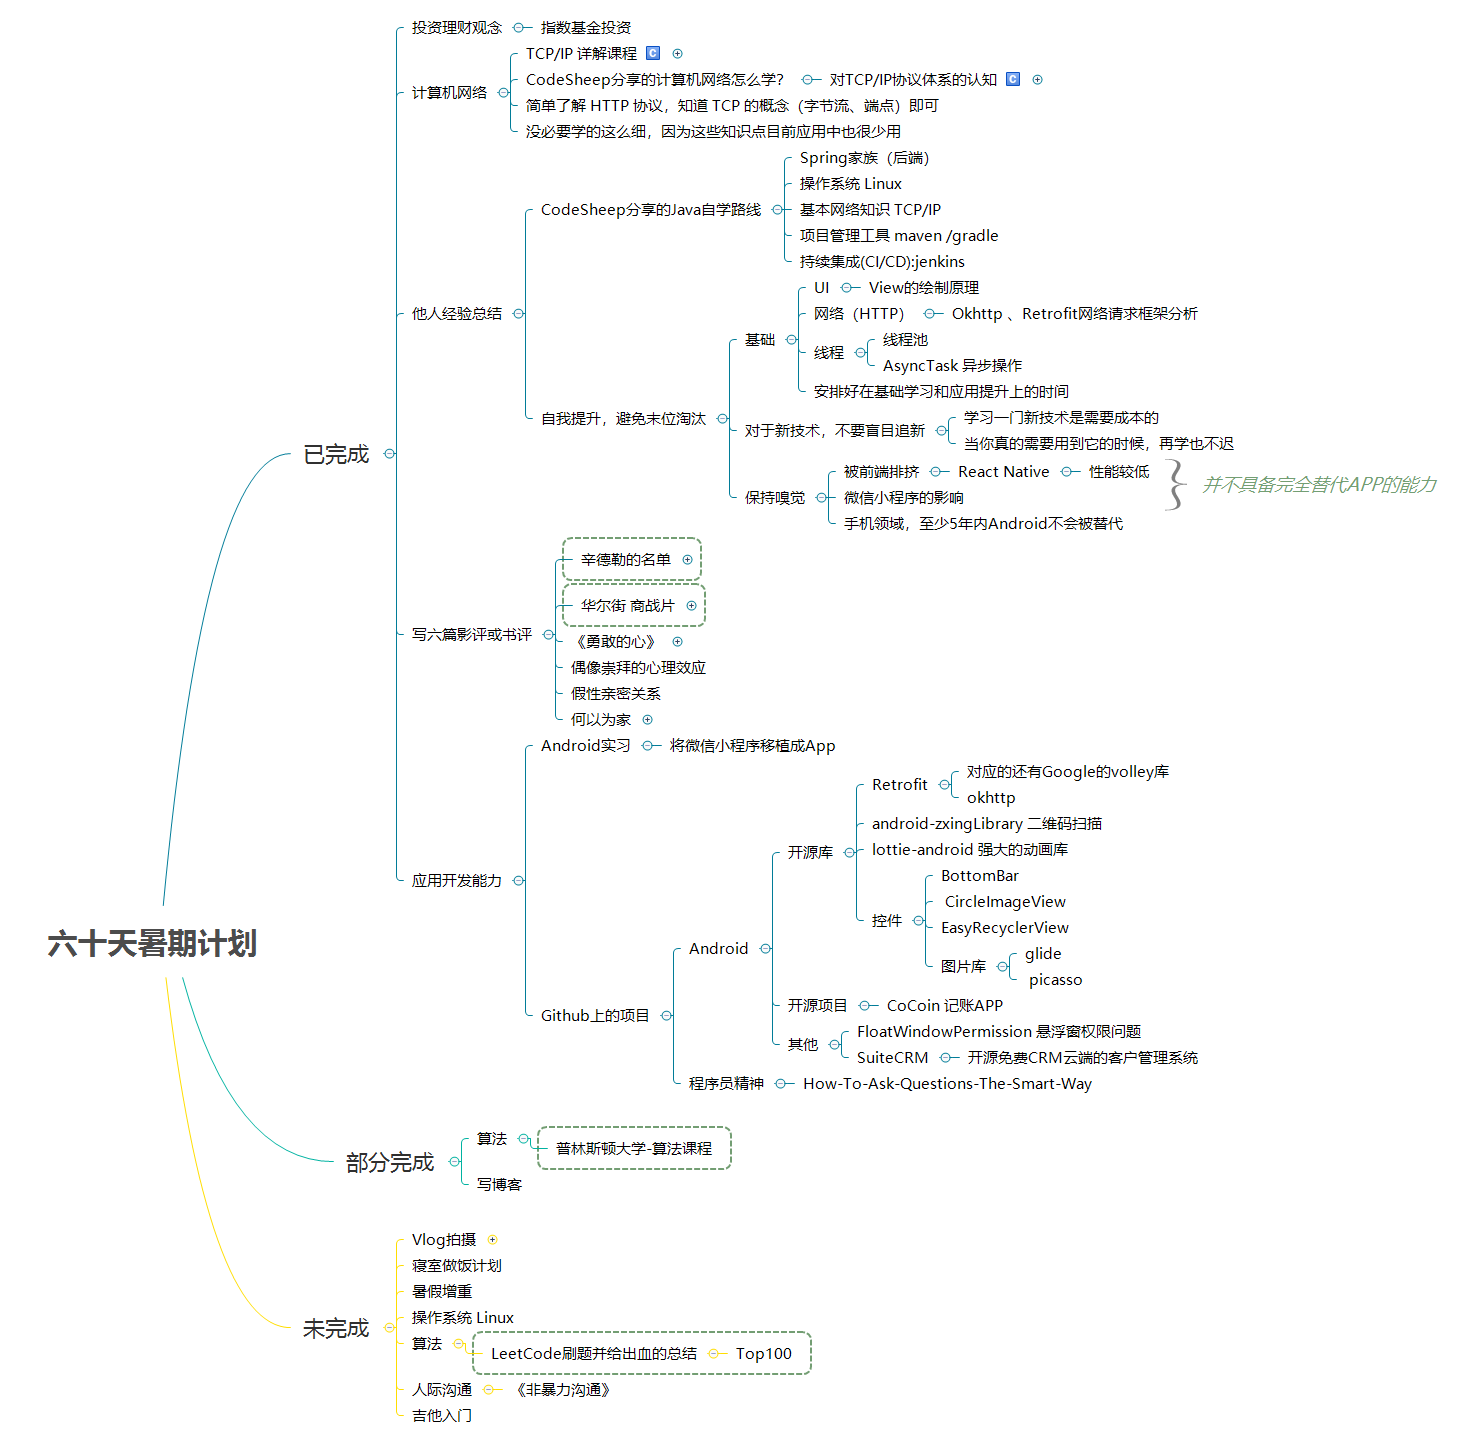 六十天暑期计划
已完成
投资理财观念
指数基金投资
计算机网络
TCP/IP 详解课程 C
CodeSheep分享的计算机网络怎么学？
对TCP/IP协议体系的认知 C
简单了解 HTTP 协议，知道 TCP 的概念（字节流、端点）即可
没必要学的这么细，因为这些知识点目前应用中也很少用
他人经验总结
CodeSheep分享的Java自学路线
Spring家族（后端）
操作系统 Linux
基本网络知识 TCP/IP
项目管理工具 maven /gradle
持续集成(CI/CD):jenkins
自我提升，避免末位淘汰
基础
UI
View的绘制原理
网络（HTTP）
Okhttp 、Retrofit网络请求框架分析
线程
线程池
AsyncTask 异步操作
安排好在基础学习和应用提升上的时间
对于新技术，不要盲目追新
学习一门新技术是需要成本的
当你真的需要用到它的时候，再学也不迟
保持嗅觉
被前端排挤
React Native
性能较低
微信小程序的影响
并不具备完全替代APP的能力
手机领域，至少5年内Android不会被替代
写六篇影评或书评
辛德勒的名单
华尔街 商战片
《勇敢的心》
偶像崇拜的心理效应
假性亲密关系
何以为家
应用开发能力
Android实习
将微信小程序移植成App
Github上的项目
Android
开源库
Retrofit
对应的还有Google的volley库
okhttp
android-zxingLibrary 二维码扫描
lottie-android 强大的动画库
控件
BottomBar
CircleImageView
EasyRecyclerView
图片库
glide
picasso
开源项目
CoCoin 记账APP
其他
FloatWindowPermission 悬浮窗权限问题
SuiteCRM
开源免费CRM云端的客户管理系统
程序员精神
How-To-Ask-Questions-The-Smart-Way
部分完成
算法
普林斯顿大学-算法课程
写博客
未完成
Vlog拍摄
寝室做饭计划
暑假增重
操作系统 Linux
算法
LeetCode刷题并给出血的总结
Top100
人际沟通
《非暴力沟通》
吉他入门